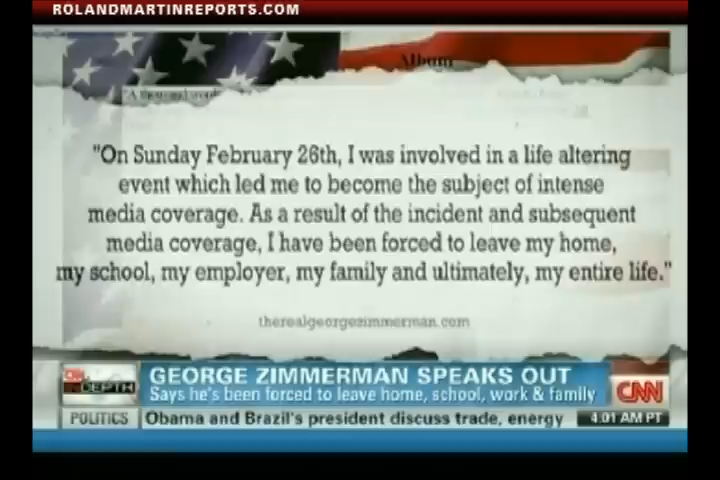 ROLANDMARTINREPORTS.COM
Album
"A thousand
"On Sunday February 26th, I was involved in a life altering
event which led me to become the subject of intense
media coverage. As a result of the incident and subsequent
media coverage, I have been forced to leave my home,
my school, my employer, my family and ultimately, my entire life."
therealgeorgezimmerman.com
IN DEPTH
GEORGE ZIMMERMAN SPEAKS OUT
Says he's been forced to leave home, school, work & family
CNN
POLITICS
Obama and Brazil's president discuss trade, energy
4:01 AM PT